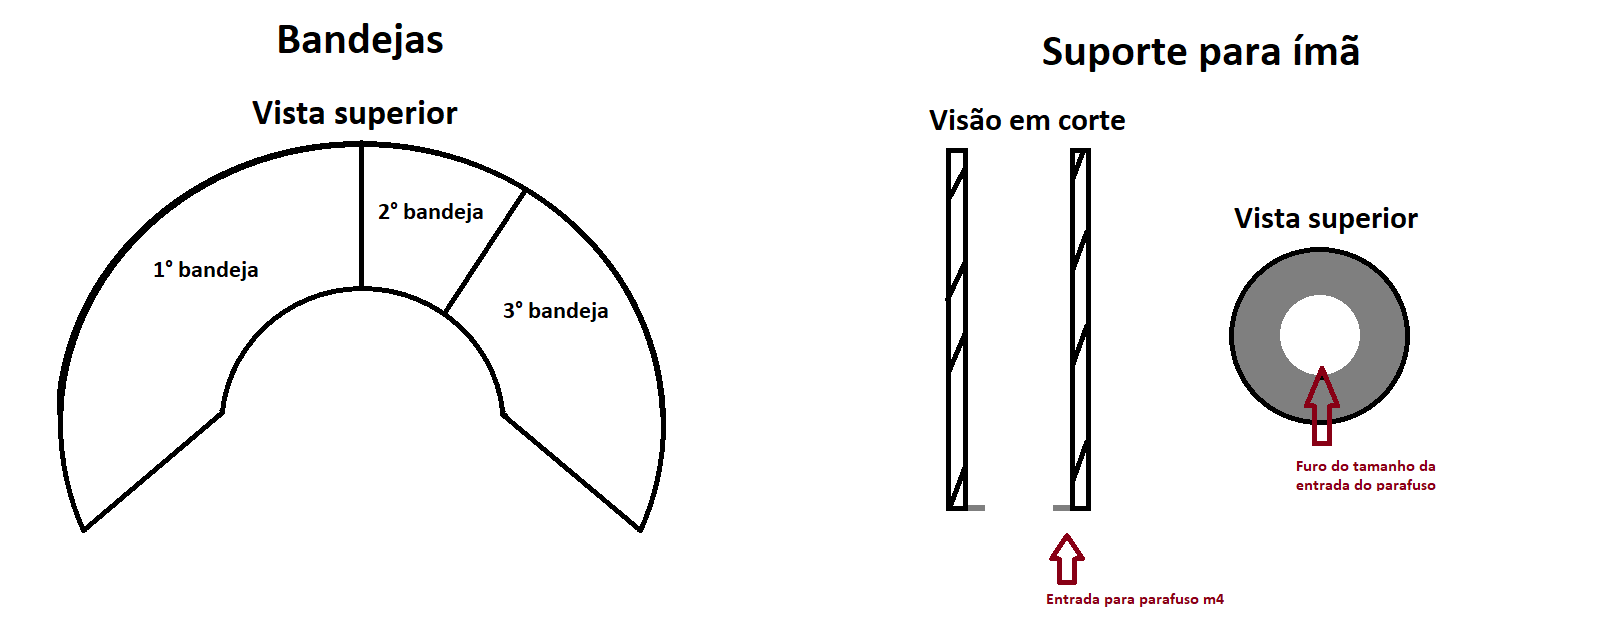 Bandejas
Vista superior
1° bandeja
2° bandeja
3° bandeja
Suporte para ímã
Visão em corte
Vista superior
Furo do tamanho da
entrada do parafuso
Entrada para parafuso m4